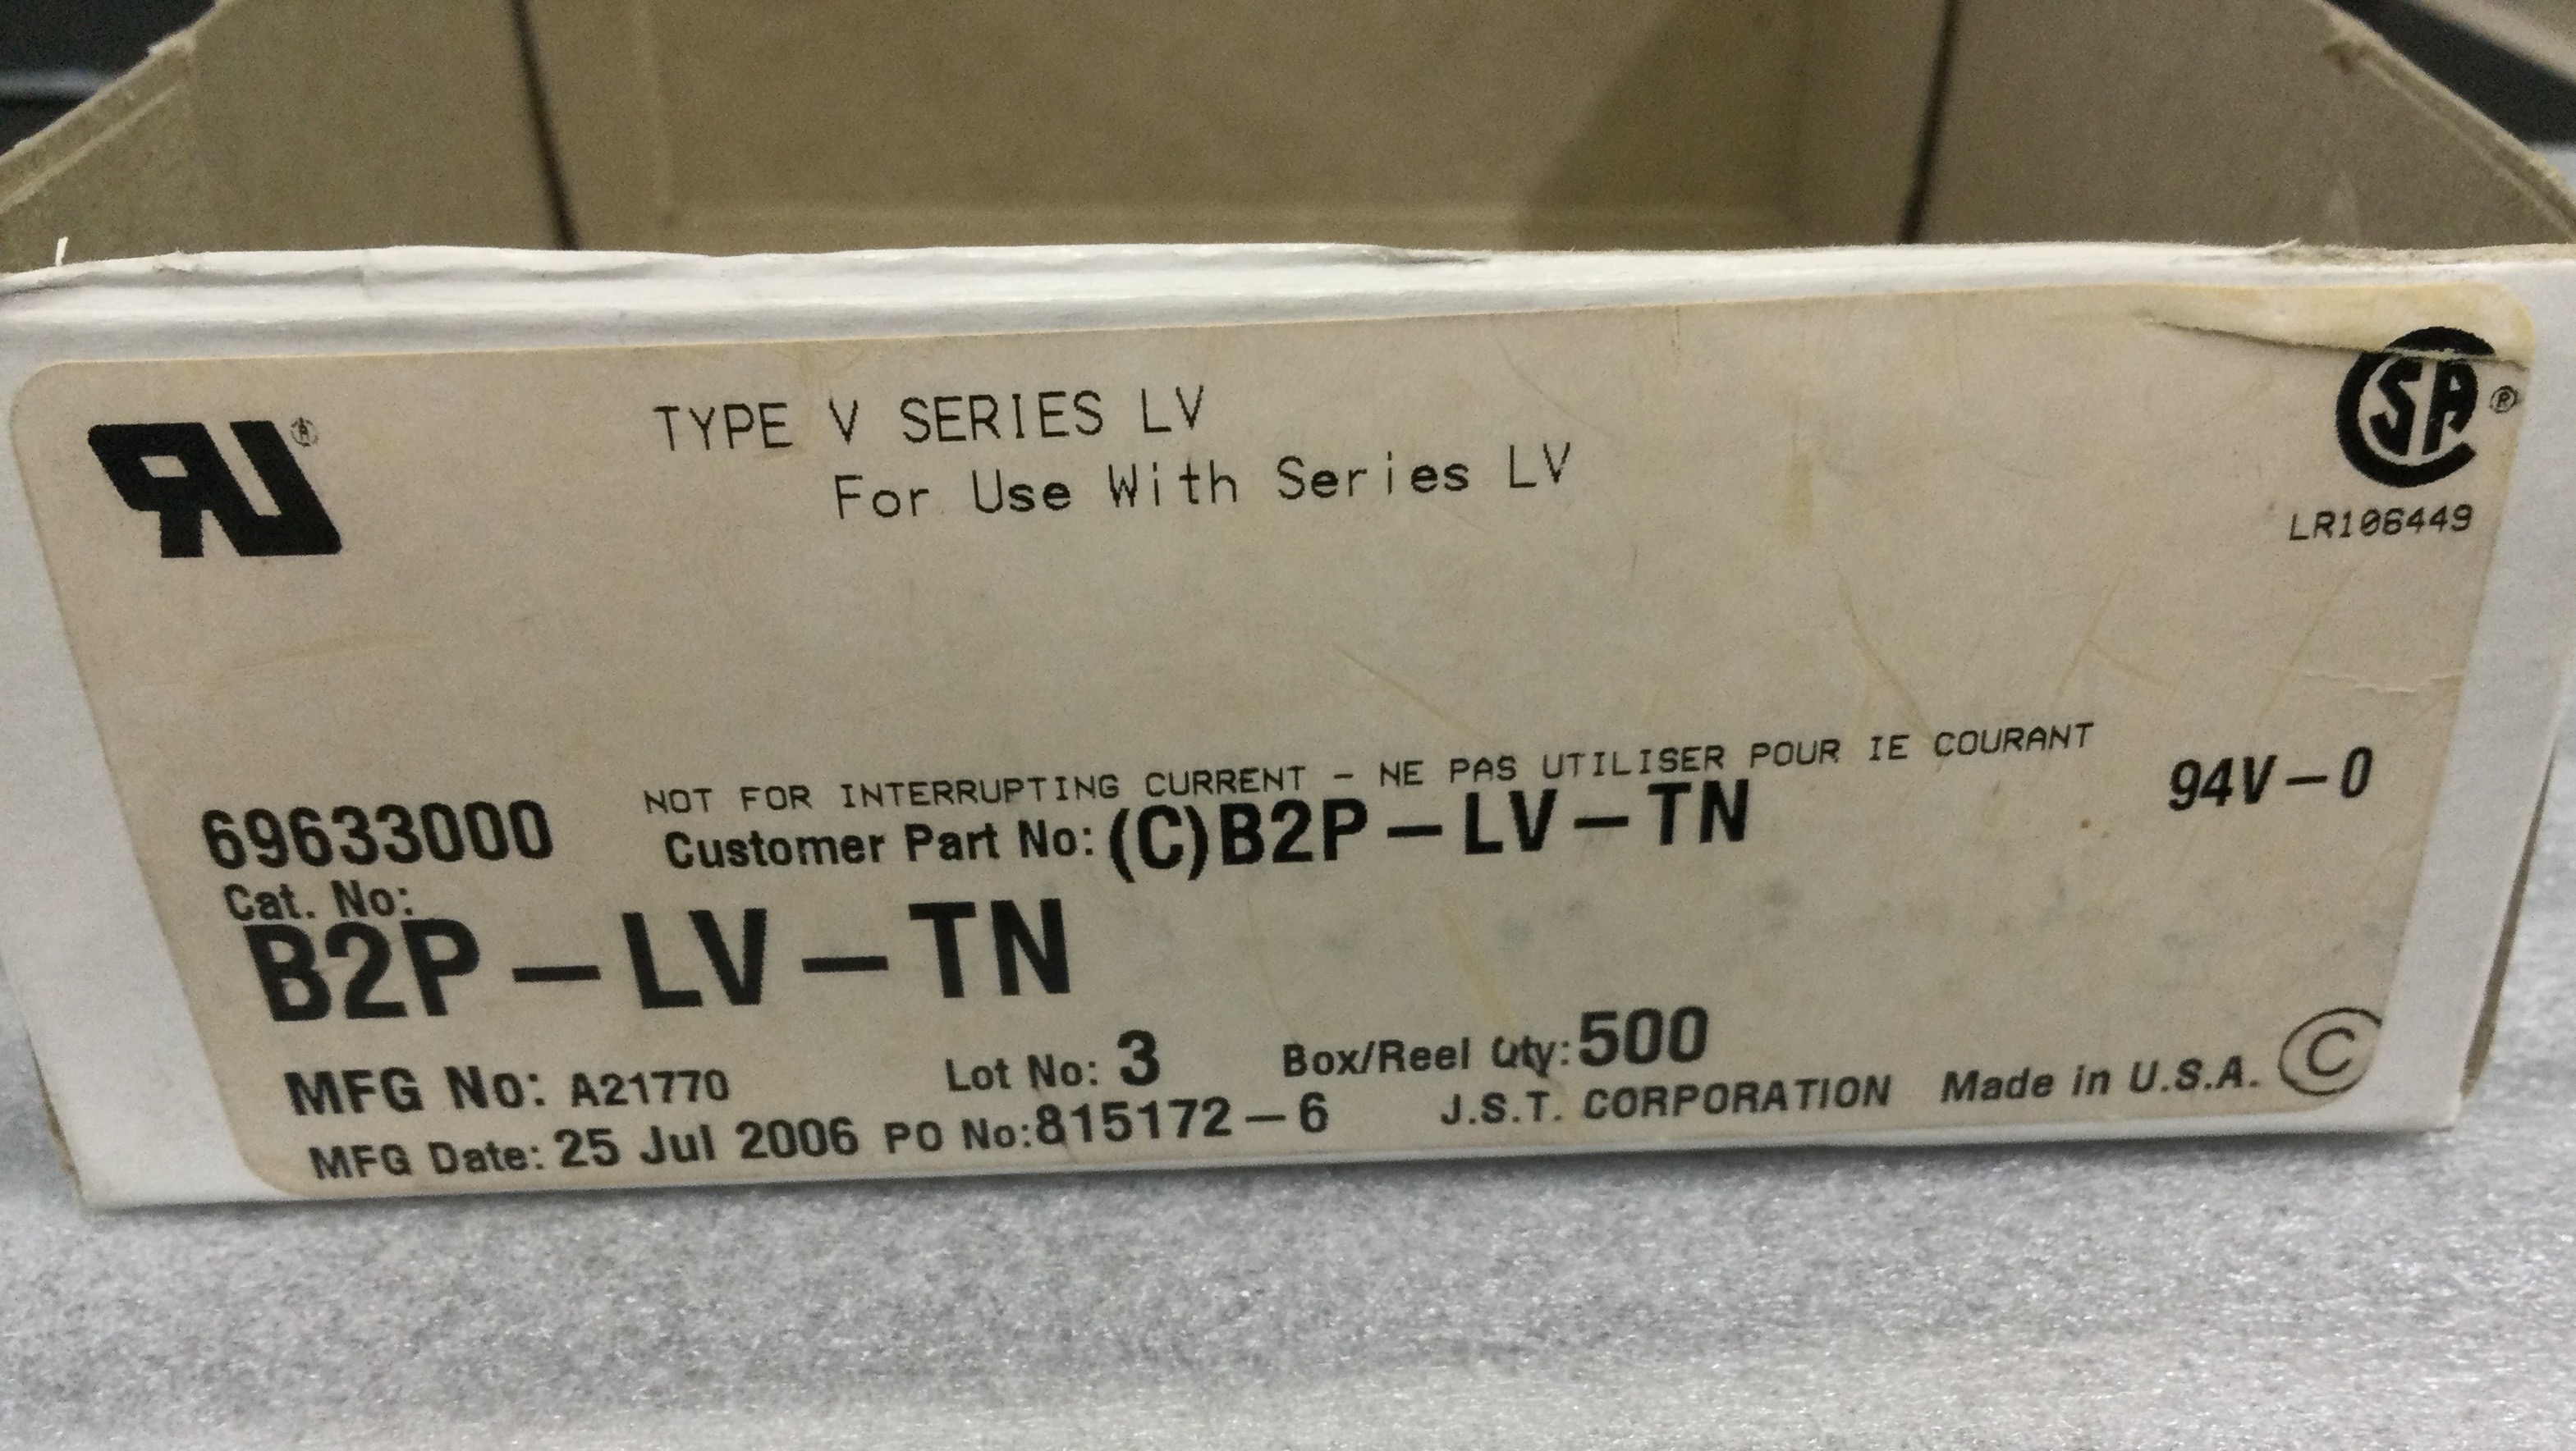 RU®
TYPE V SERIES LV
For Use With Series LV
SA®
LR106449
NOT FOR INTERRUPTING CURRENT - NE PAS UTILISER POUR IE COURANT
94V-0
69633000
Customer Part No: (C)B2P-LV-TN
Cat. No:
B2P-LV-TN
MFG No: A21770 Lot No: 3 Box/Reel Qty: 500
MFG Date: 25 Jul 2006 PO No: 815172-6 J.S.T. CORPORATION Made in U.S.A. C